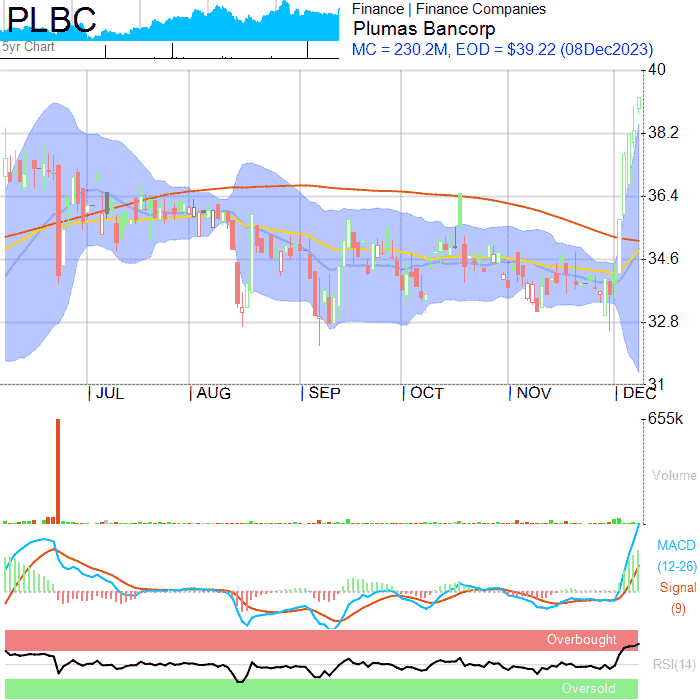 PLBC
5yr Chart
Finance | Finance Companies
Plumas Bancorp
MC = 230.2M, EOD = $39.22 (08Dec2023)
40
38.2
36.4
34.6
32.8
31
JUL AUG SEP OCT NOV DEC
655k
Volume
MACD
(12-26)
Signal
(9)
Overbought
RSI(14)
Oversold